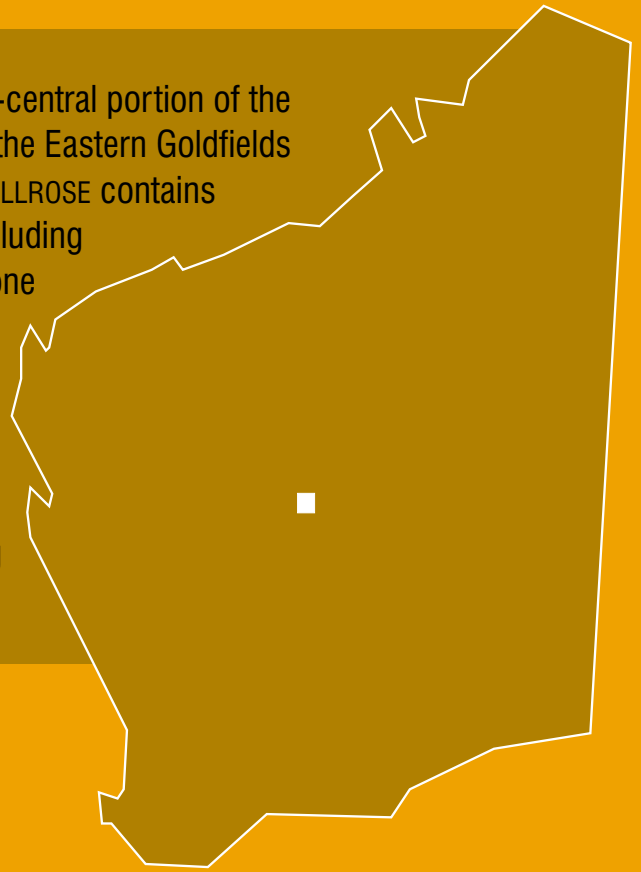 -central portion of the
the Eastern Goldfields
LLROSE contains
luding
one